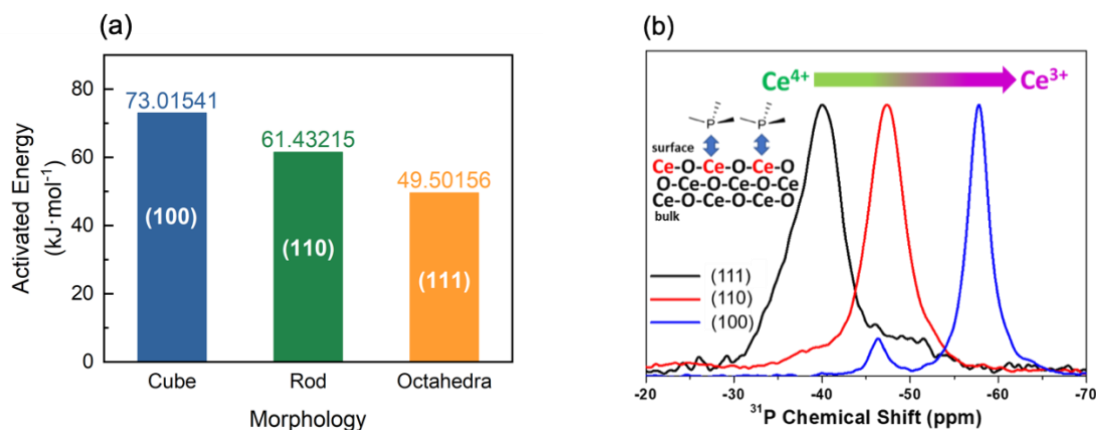 (a)
Activated Energy
(kJ·mol⁻¹)
80
60
40
20
0
73.01541
61.43215
49.50156
(100)
(110)
(111)
Cube
Rod
Octahedra
Morphology
(b)
Ce⁴⁺
Ce³⁺
P
P
surface
Ce-O-Ce-O-Ce-O
O-Ce-O-Ce-O-Ce
Ce-O-Ce-O-Ce-O
bulk
(111)
(110)
(100)
-20
-30
-40
-50
-60
-70
³¹P Chemical Shift (ppm)